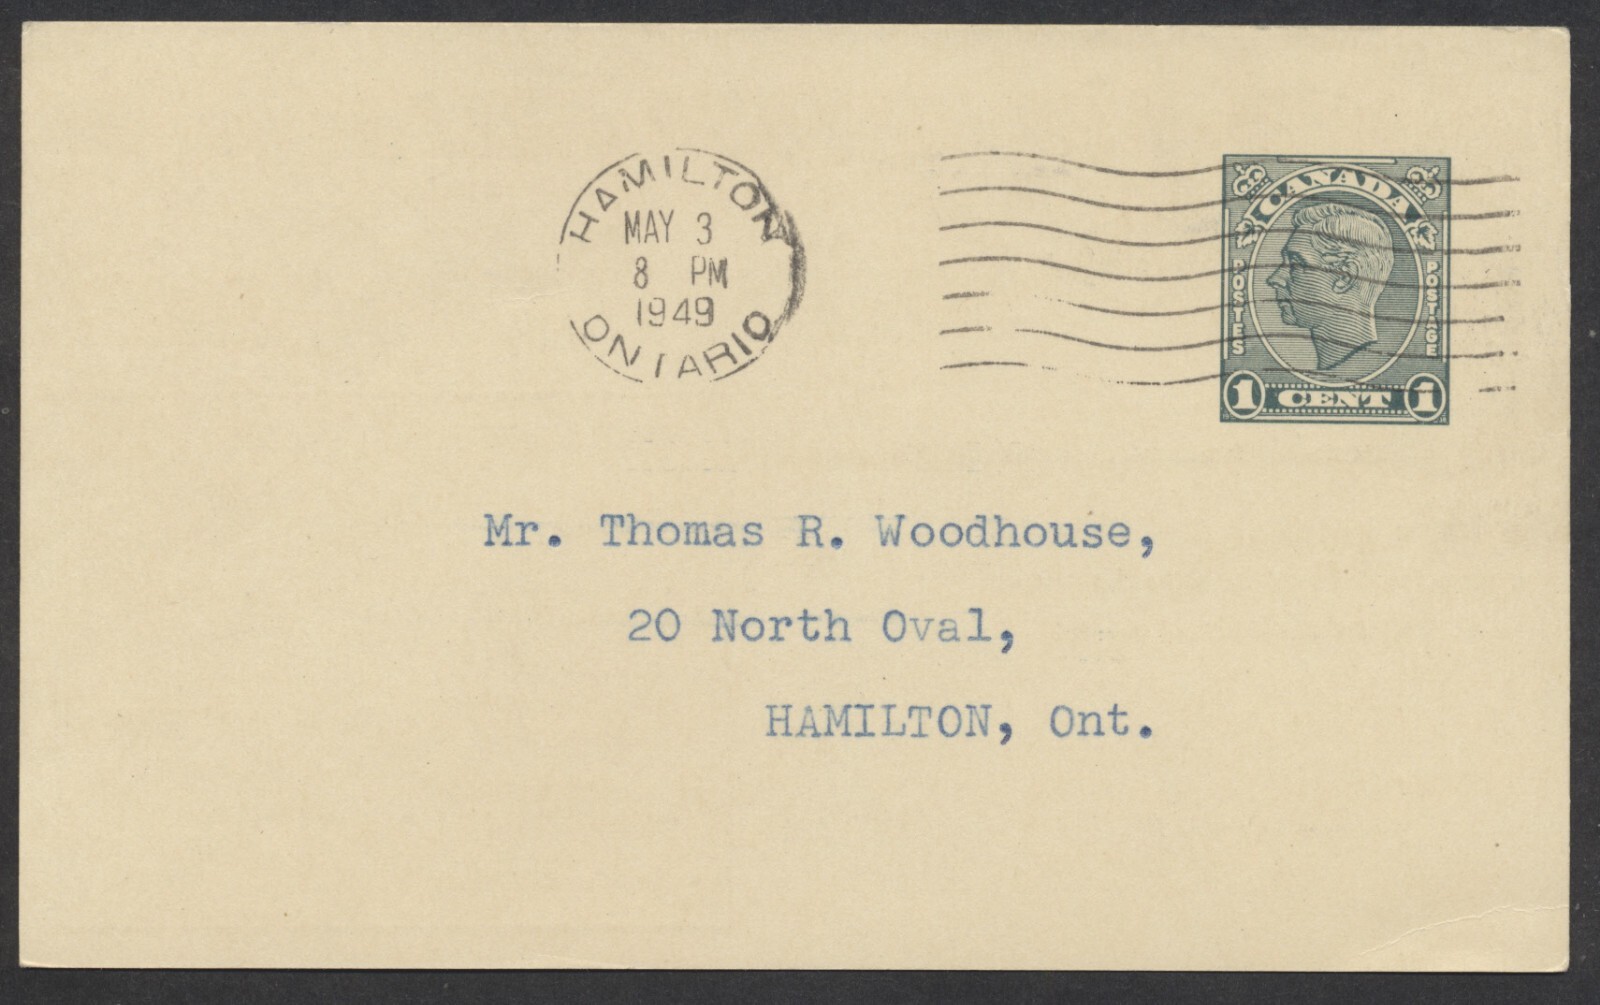 HAMILTON
MAY 3
8 PM
1949
ONTARIO
CANADA
POSTES
POSTAGE
1 CENT 1
Mr. Thomas R. Woodhouse,
20 North Oval,
HAMILTON, Ont.